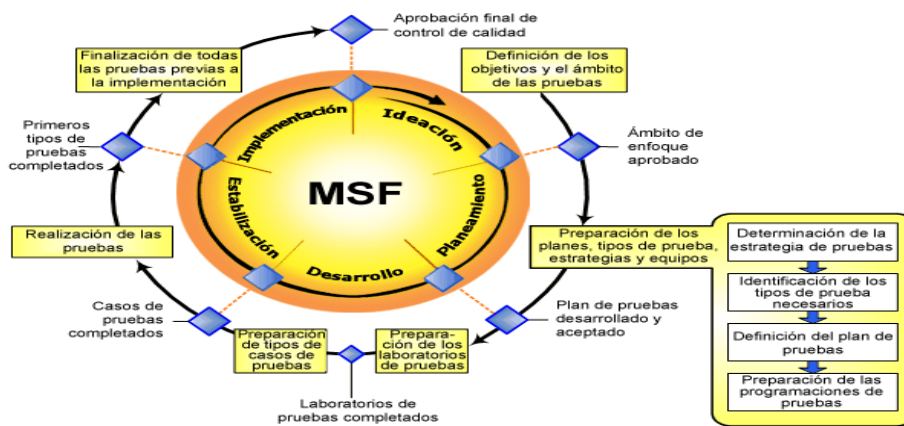 Aprobación final de
control de calidad
Finalización de todas
las pruebas previas a
la implementación
Definición de los
objetivos y el ámbito
de las pruebas
Implementación
Ideación
Primeros
tipos de
pruebas
completados
Ámbito de
enfoque
aprobado
MSF
Estabilización
Planeamiento
Desarrollo
Realización de las
pruebas
Preparación de los
planes, tipos de prueba,
estrategias y equipos
Determinación de la
estrategia de pruebas
Identificación de los
tipos de prueba
necesarios
Definición del plan de
pruebas
Preparación de las
programaciones de
pruebas
Casos de
pruebas
completados
Plan de pruebas
desarrollado y
aceptado
Preparación
de tipos de
casos de
pruebas
Prepara-
ción de los
laboratorios
de pruebas
Laboratorios de
pruebas completados